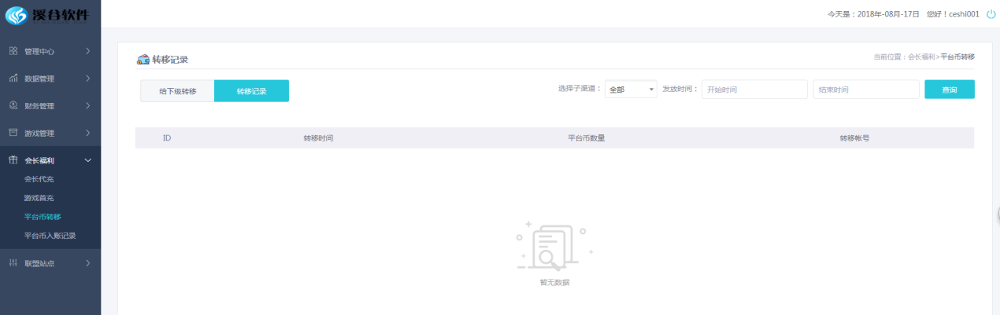 溪谷软件
今天是：2018年-08月-17日 您好！ceshi001
管理中心
数据管理
财务管理
游戏管理
会长福利
会长代充
游戏首充
平台币转移
平台币入账记录
联盟站点
转移记录
当前位置：会长福利>平台币转移
给下级转移 转移记录
选择子渠道： 全部 发放时间： 开始时间 结束时间 查询
ID 转移时间 平台币数量 转移帐号
暂无数据